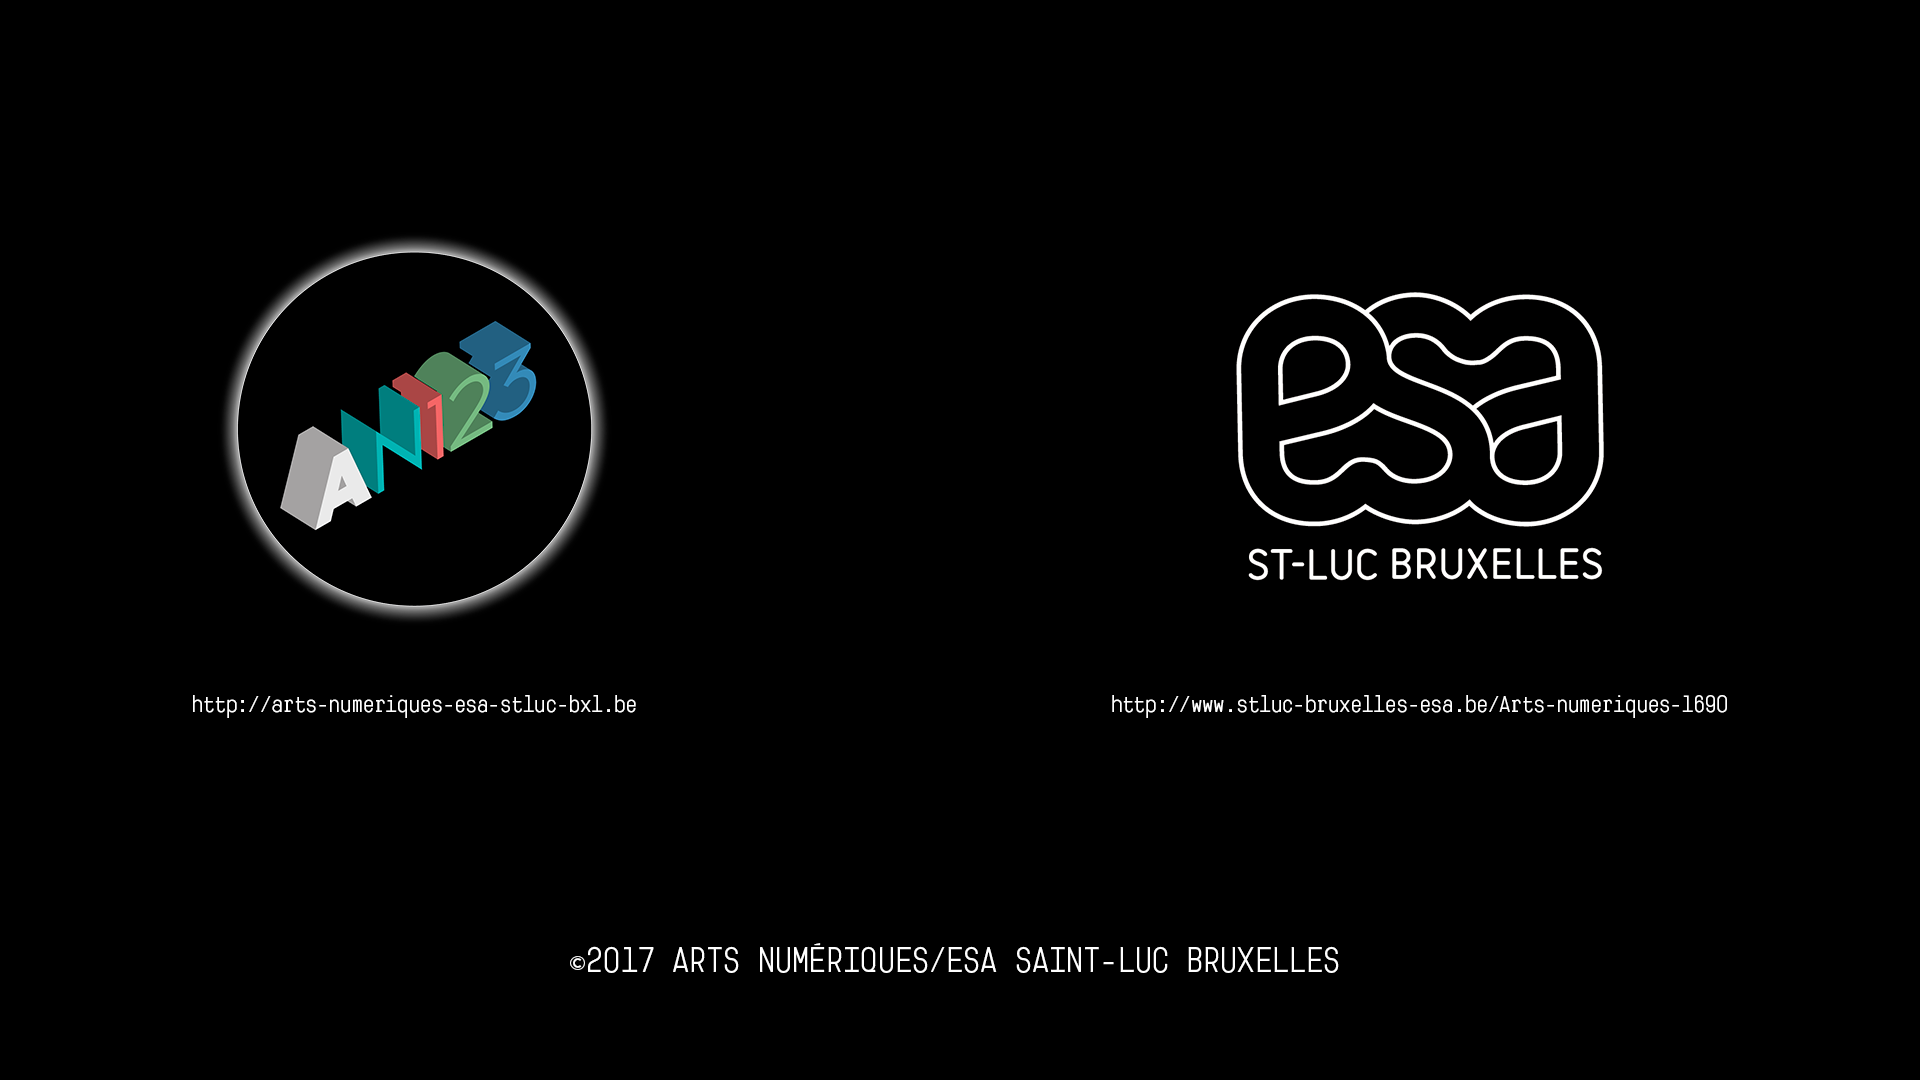 AN123
esa
ST-LUC BRUXELLES
http://arts-numeriques-esa-stluc-bxl.be
http://www.stluc-bruxelles-esa.be/Arts-numeriques-1690
©2017 ARTS NUMÉRIQUES/ESA SAINT-LUC BRUXELLES